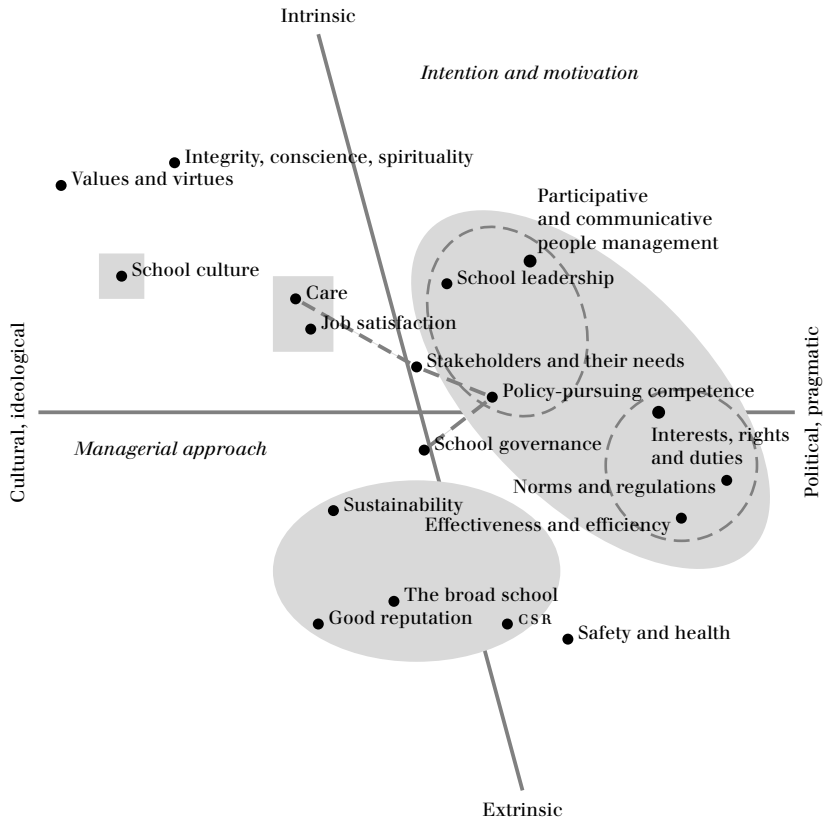 Intrinsic
Intention and motivation
Integrity, conscience, spirituality
Values and virtues
Participative
and communicative
people management
School culture
School leadership
Care
Job satisfaction
Stakeholders and their needs
Policy-pursuing competence
Cultural, ideological
Political, pragmatic
Managerial approach
School governance
Interests, rights
and duties
Norms and regulations
Sustainability
Effectiveness and efficiency
The broad school
Good reputation
CSR
Safety and health
Extrinsic